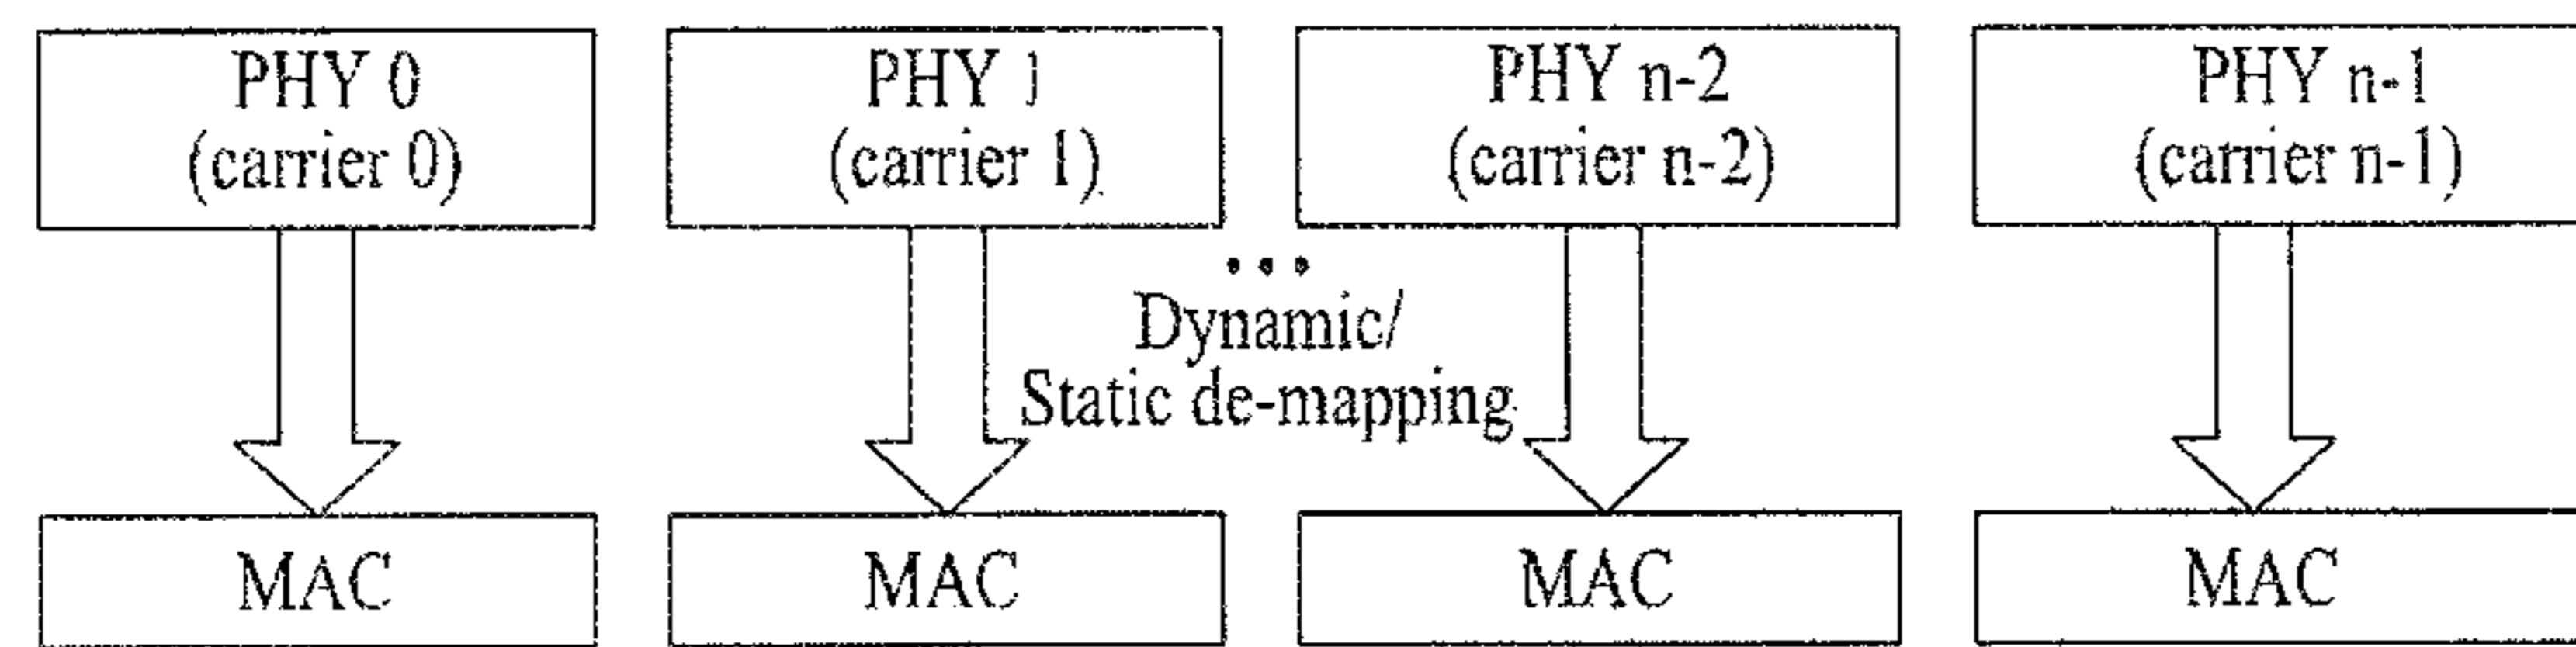 PHY 0
(carrier 0)
PHY 1
(carrier 1)
PHY n-2
(carrier n-2)
PHY n-1
(carrier n-1)
...
Dynamic/
Static de-mapping
MAC
MAC
MAC
MAC